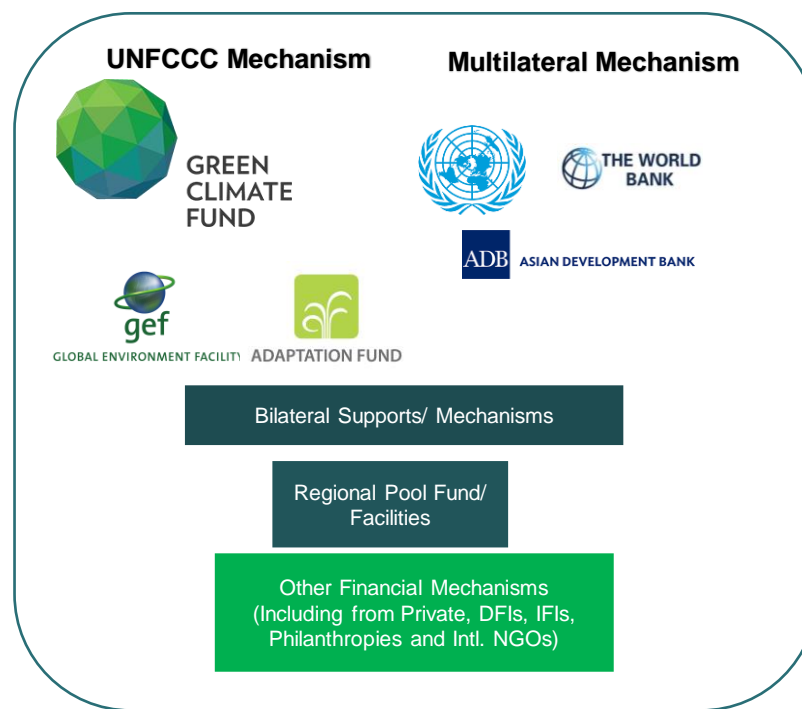 UNFCCC Mechanism
Multilateral Mechanism
GREEN
CLIMATE
FUND
THE WORLD
BANK
ADB ASIAN DEVELOPMENT BANK
gef
GLOBAL ENVIRONMENT FACILITY
ADAPTATION FUND
Bilateral Supports/ Mechanisms
Regional Pool Fund/
Facilities
Other Financial Mechanisms
(Including from Private, DFIs, IFIs,
Philanthropies and Intl. NGOs)